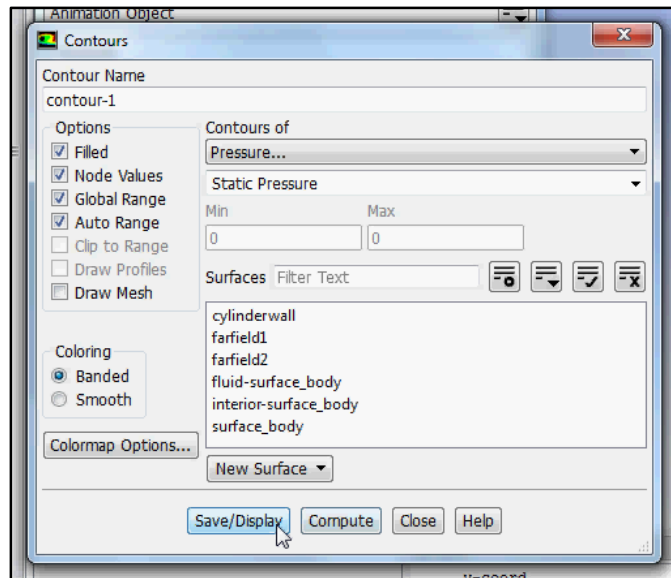 Animation Object
Contours
Contour Name
contour-1
Options
Filled
Node Values
Global Range
Auto Range
Clip to Range
Draw Profiles
Draw Mesh
Coloring
Banded
Smooth
Colormap Options...
Contours of
Pressure...
Static Pressure
Min Max
0 0
Surfaces Filter Text
cylinderwall
farfield1
farfield2
fluid-surface_body
interior-surface_body
surface_body
New Surface
Save/Display Compute Close Help